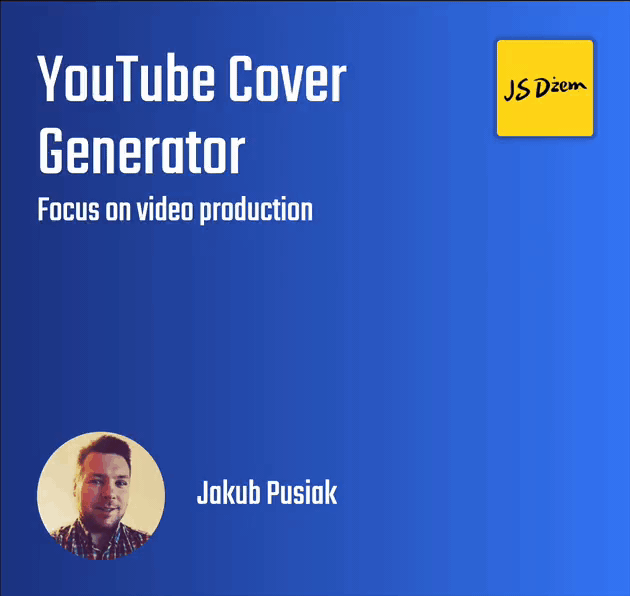 YouTube Cover
Generator
Focus on video production
JS Dżem
Jakub Pusiak